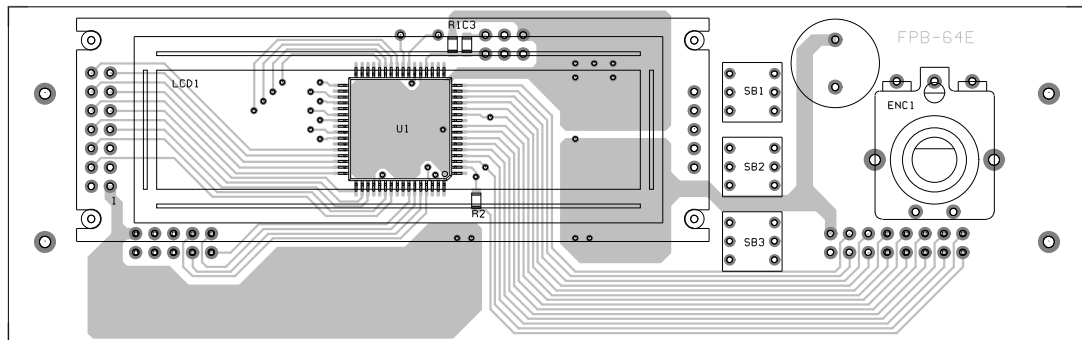 R1C3
FPB-64E
LCD1
SB1
ENC1
U1
SB2
1
R2
SB3